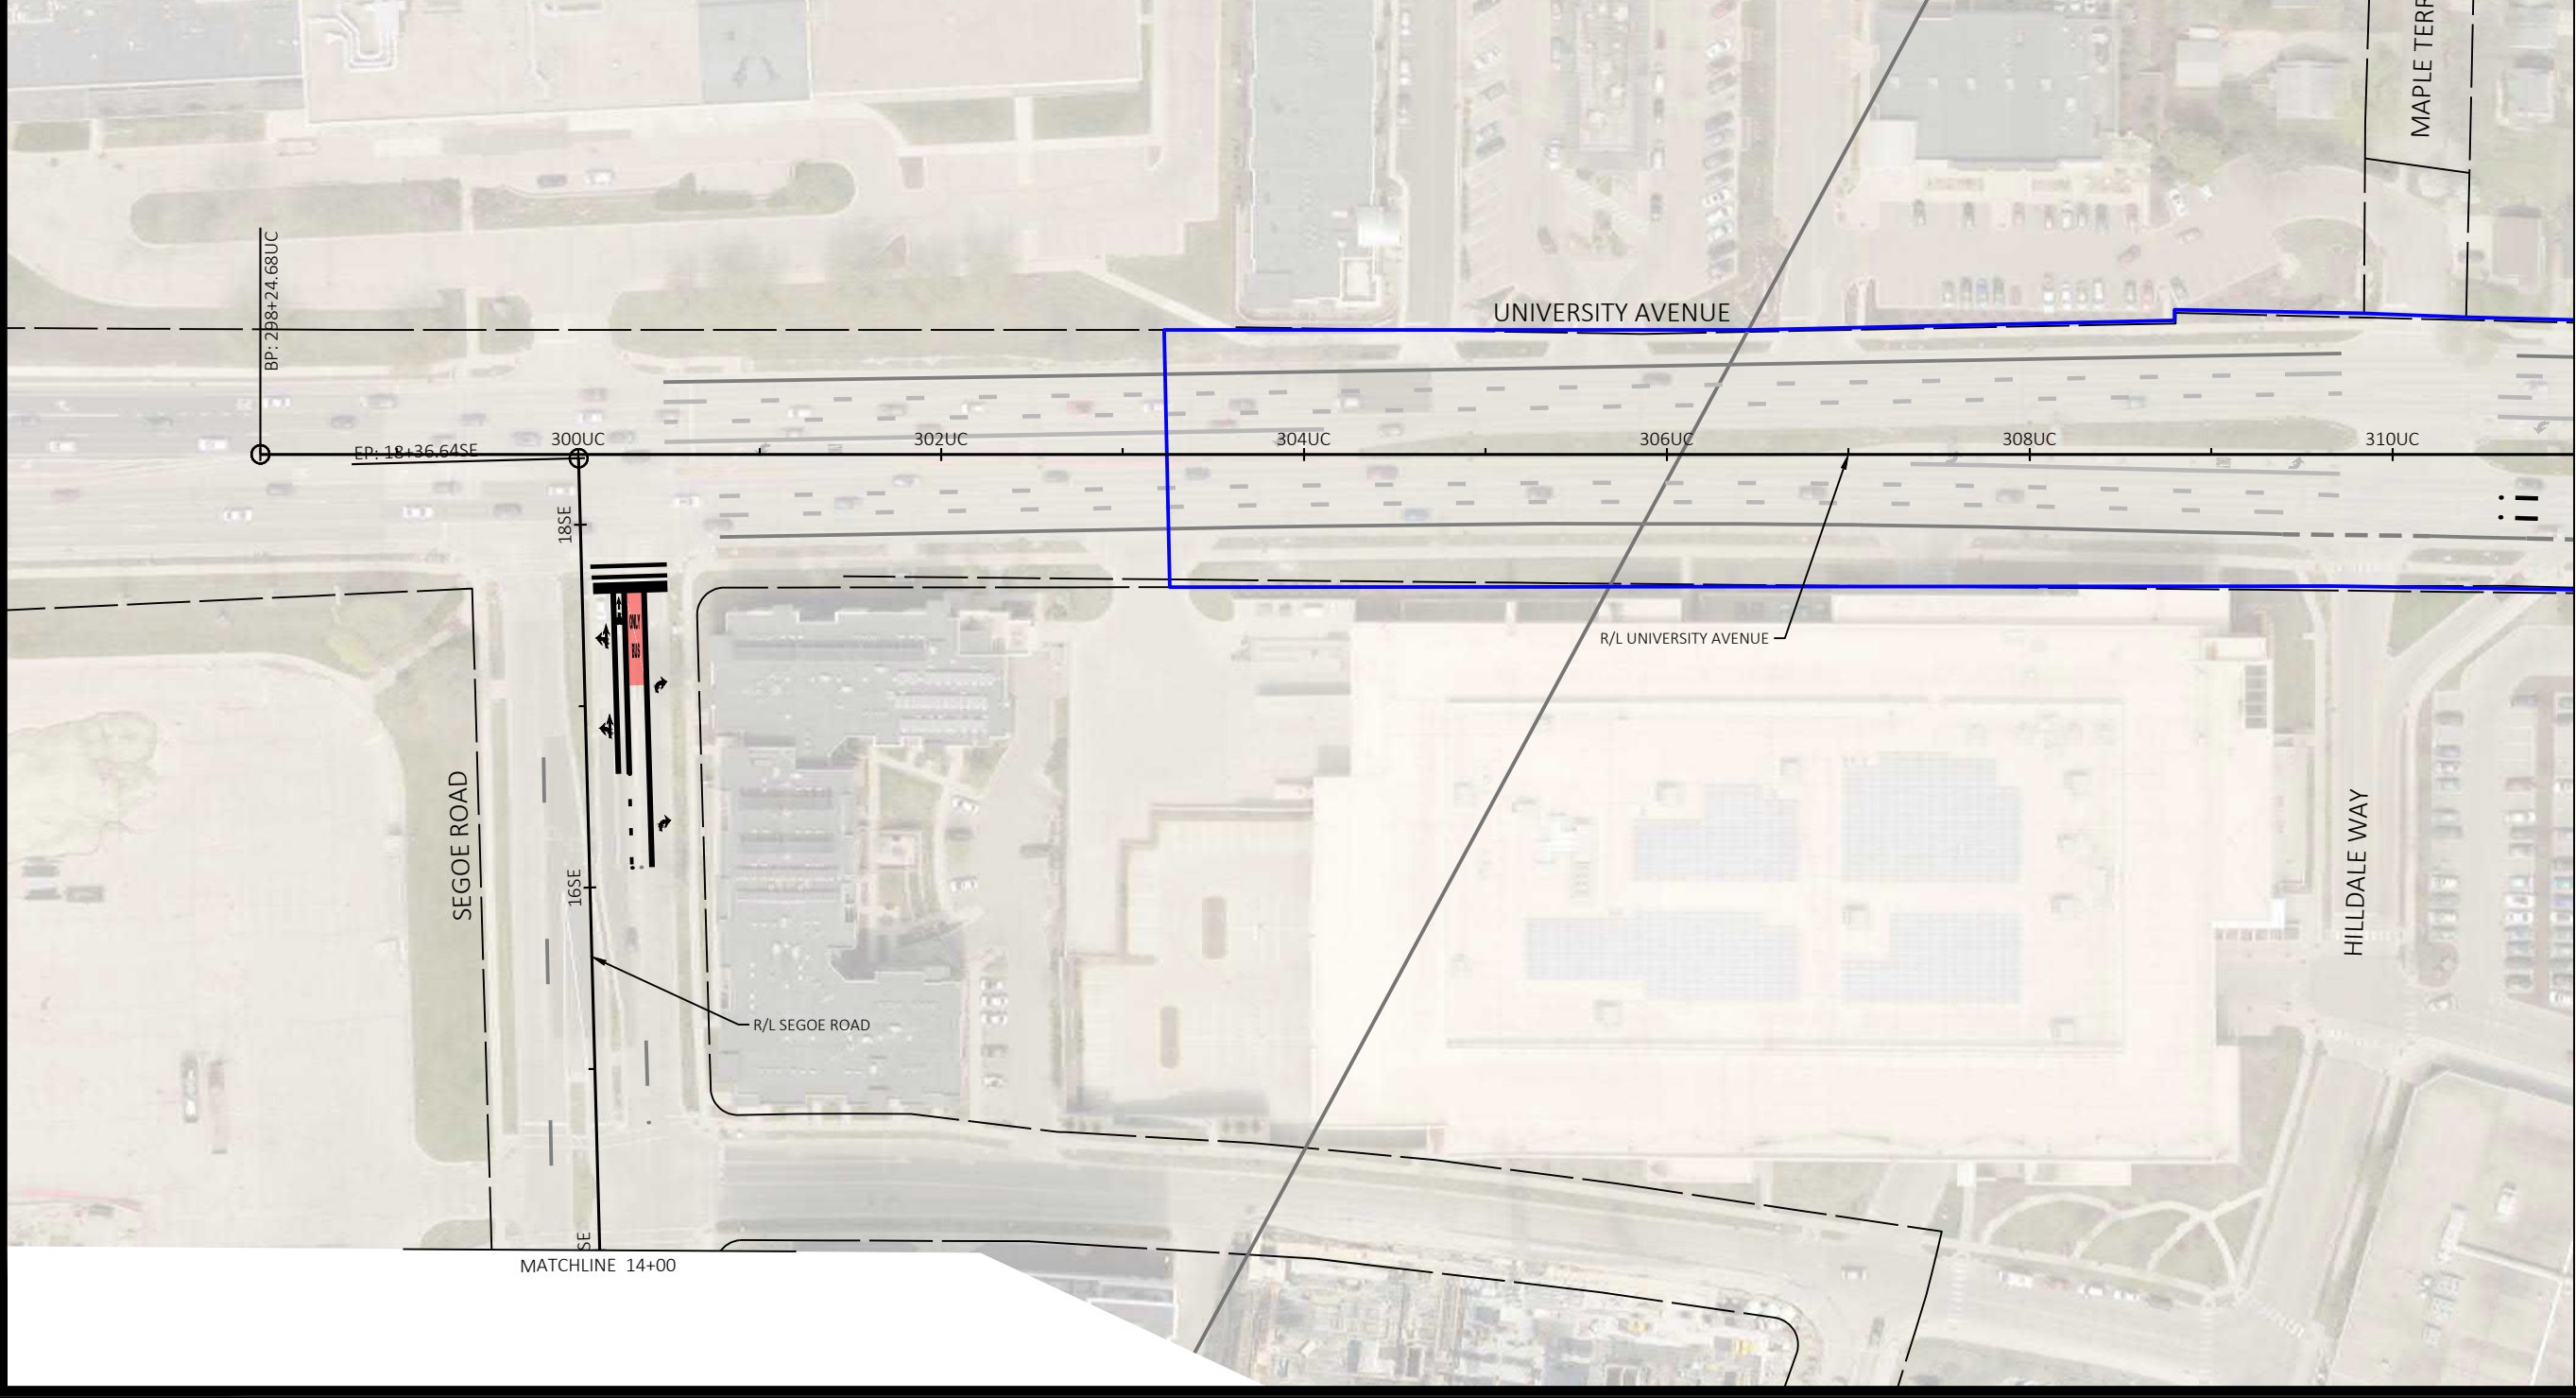 MAPLE TERR
UNIVERSITY AVENUE
BP: 298+24.68UC
EP: 18+36.64SE
300UC
302UC
304UC
306UC
308UC
310UC
18SE
ONLY
BUS
R/L UNIVERSITY AVENUE
SEGOE ROAD
16SE
HILLDALE WAY
R/L SEGOE ROAD
SE
MATCHLINE 14+00